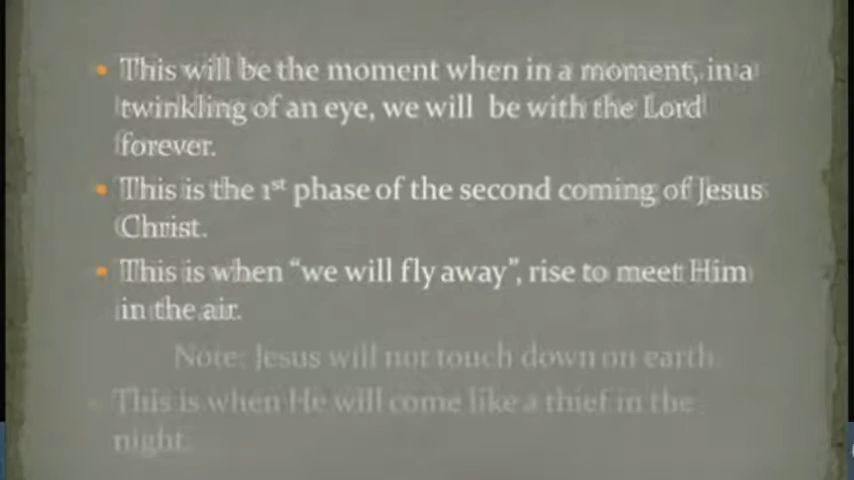 • This will be the moment when in a moment, in a
twinkling of an eye, we will be with the Lord
forever.
• This is the 1st phase of the second coming of Jesus
Christ.
• This is when “we will fly away”, rise to meet Him
in the air.
Note: Jesus will not touch down on earth.
• This is when He will come like a thief in the
night.